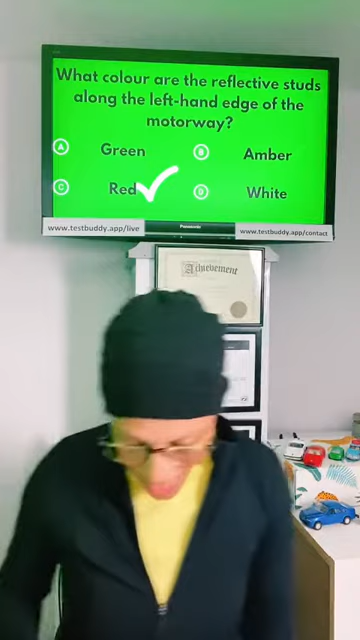 What colour are the reflective studs
along the left-hand edge of the
motorway?
A Green
B Amber
C Red
D White
www.testbuddy.app/live
Panasonic
www.testbuddy.app/contact
Achievement